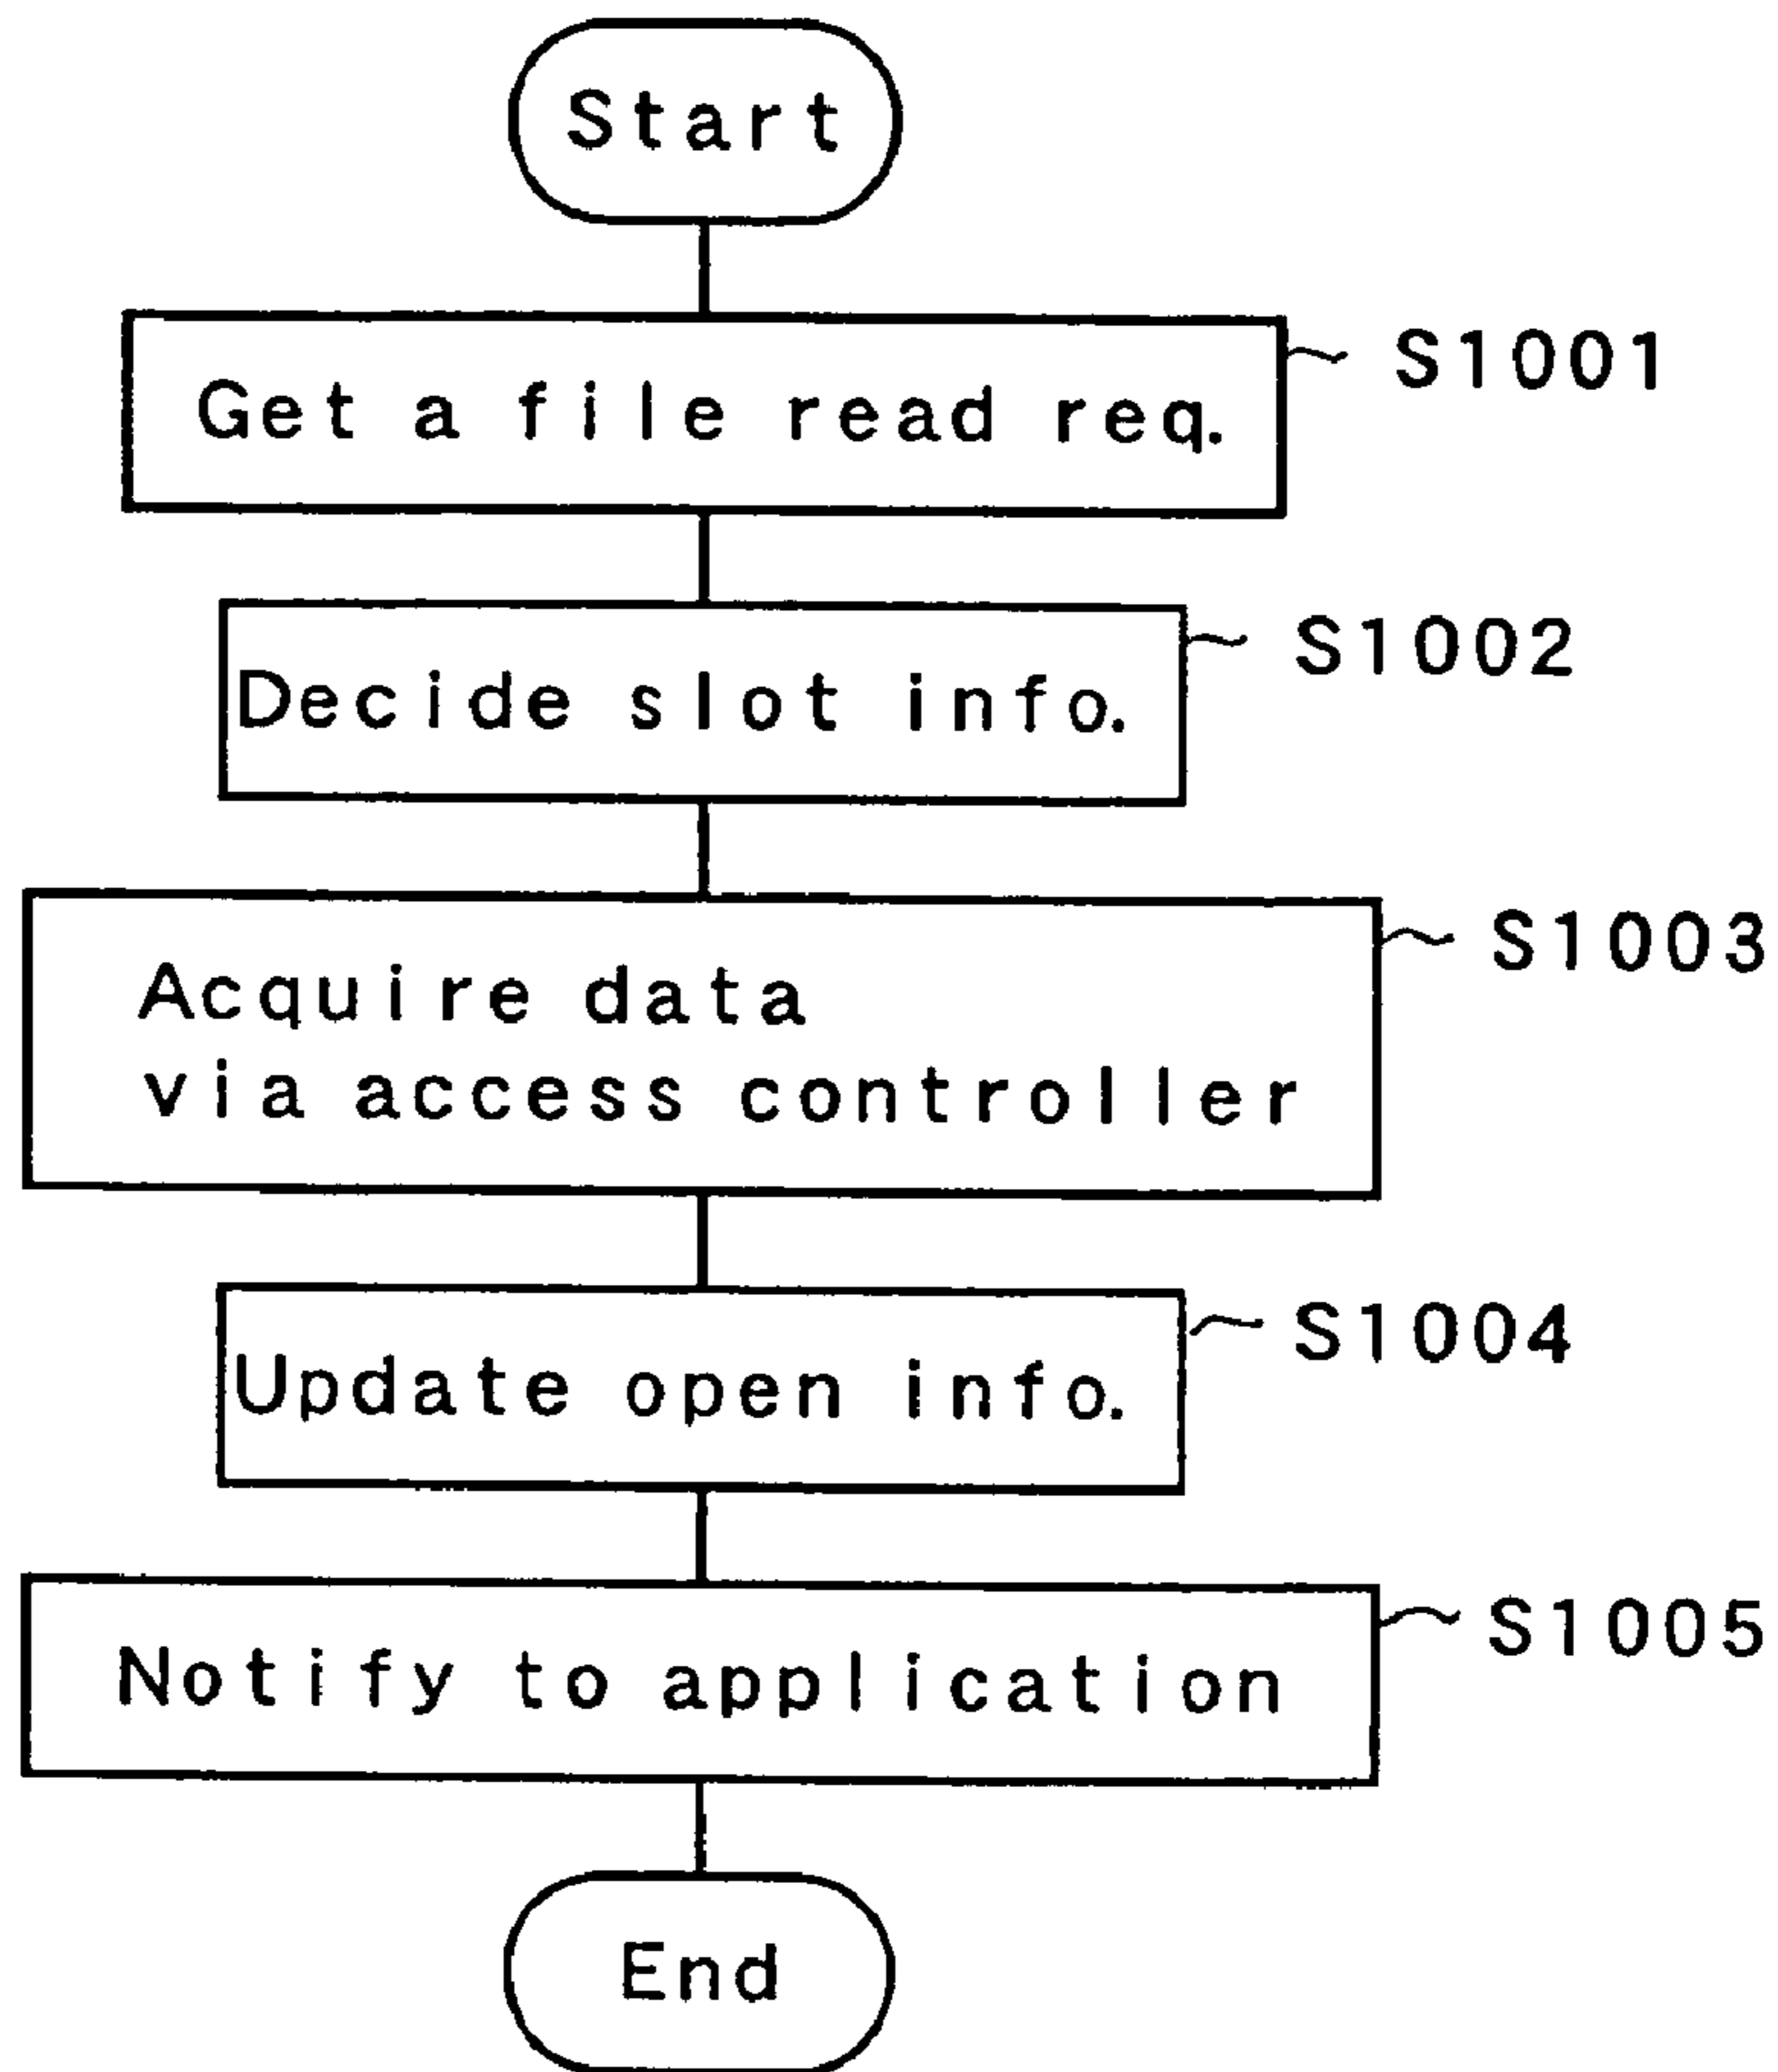 Start
Get a file read req.
S1001
Decide slot info.
S1002
Acquire data
via access controller
S1003
Update open info.
S1004
Notify to application
S1005
End